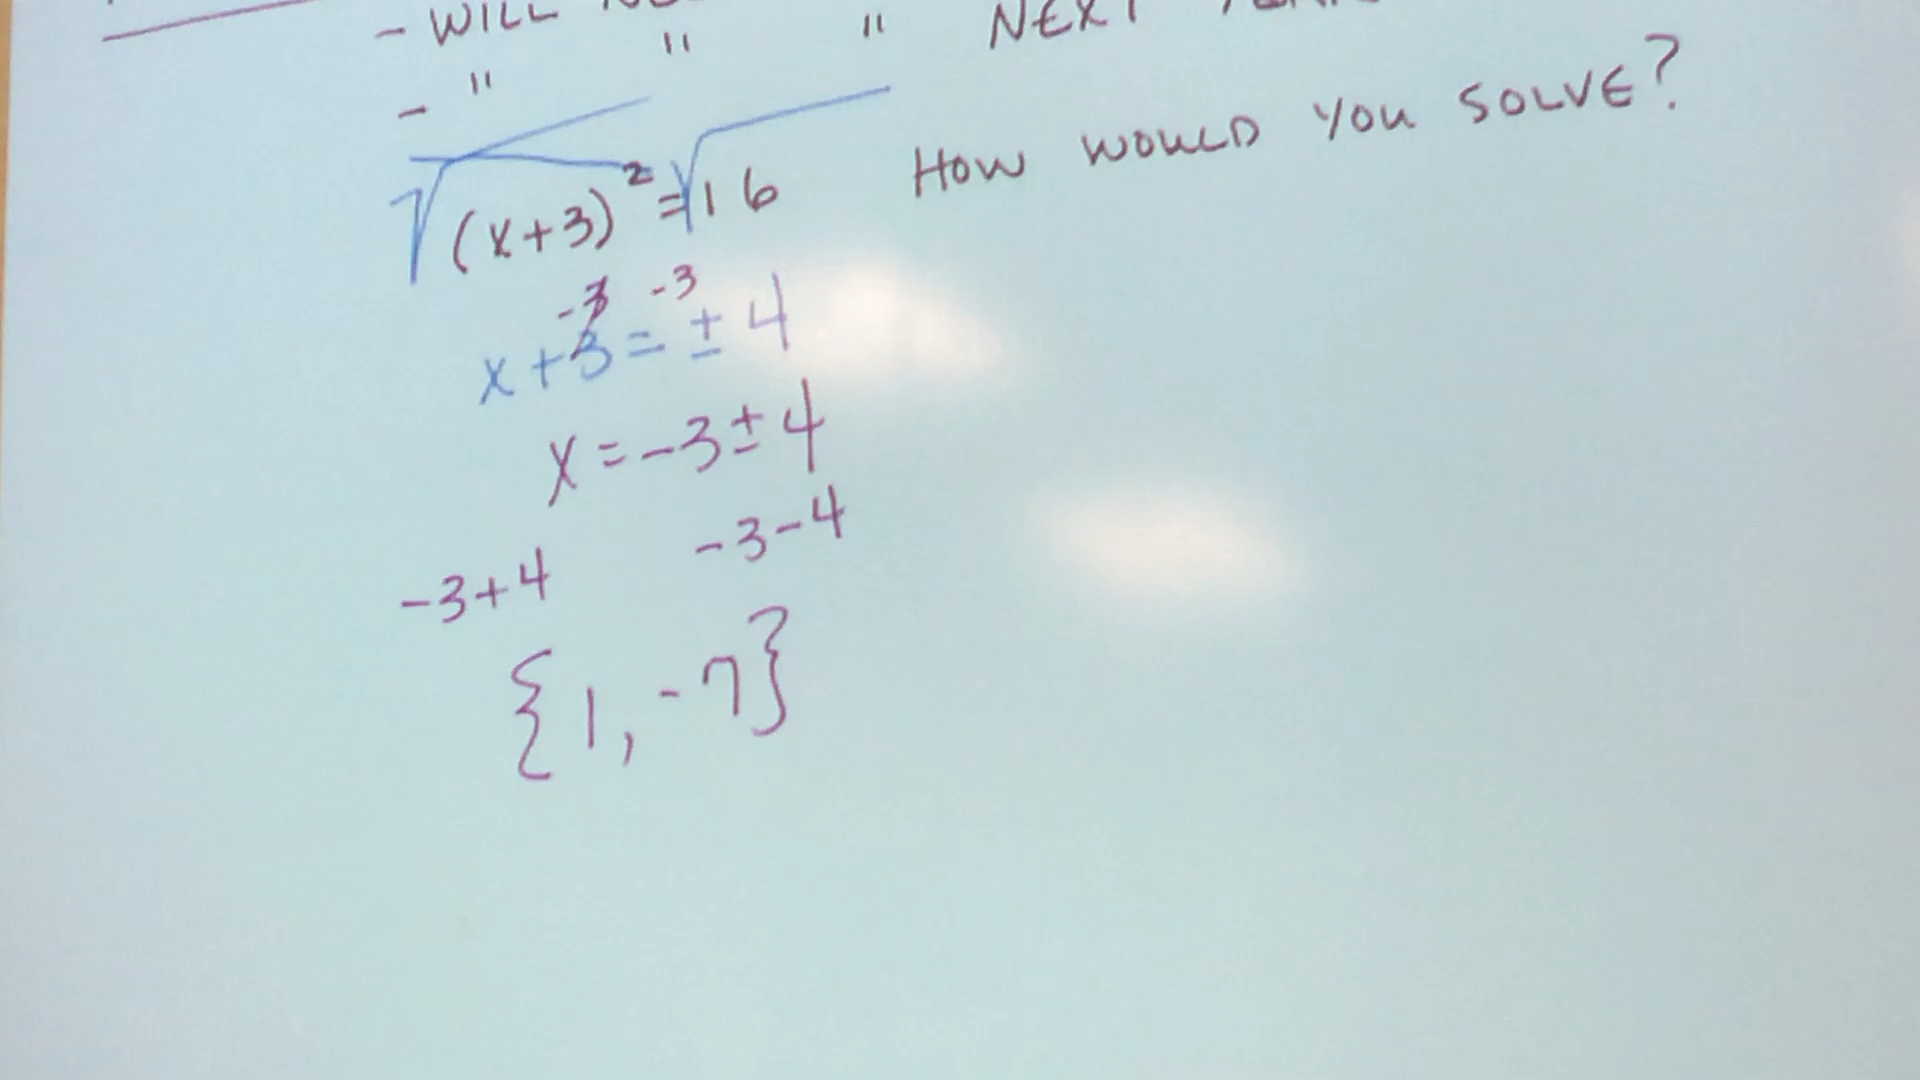 - WILL
- " " " NEXT
√(x+3)² = √16 HOW WOULD YOU SOLVE?
-3 -3
x+3 = ± 4
x = -3 ± 4
-3+4 -3-4
{1, -7}